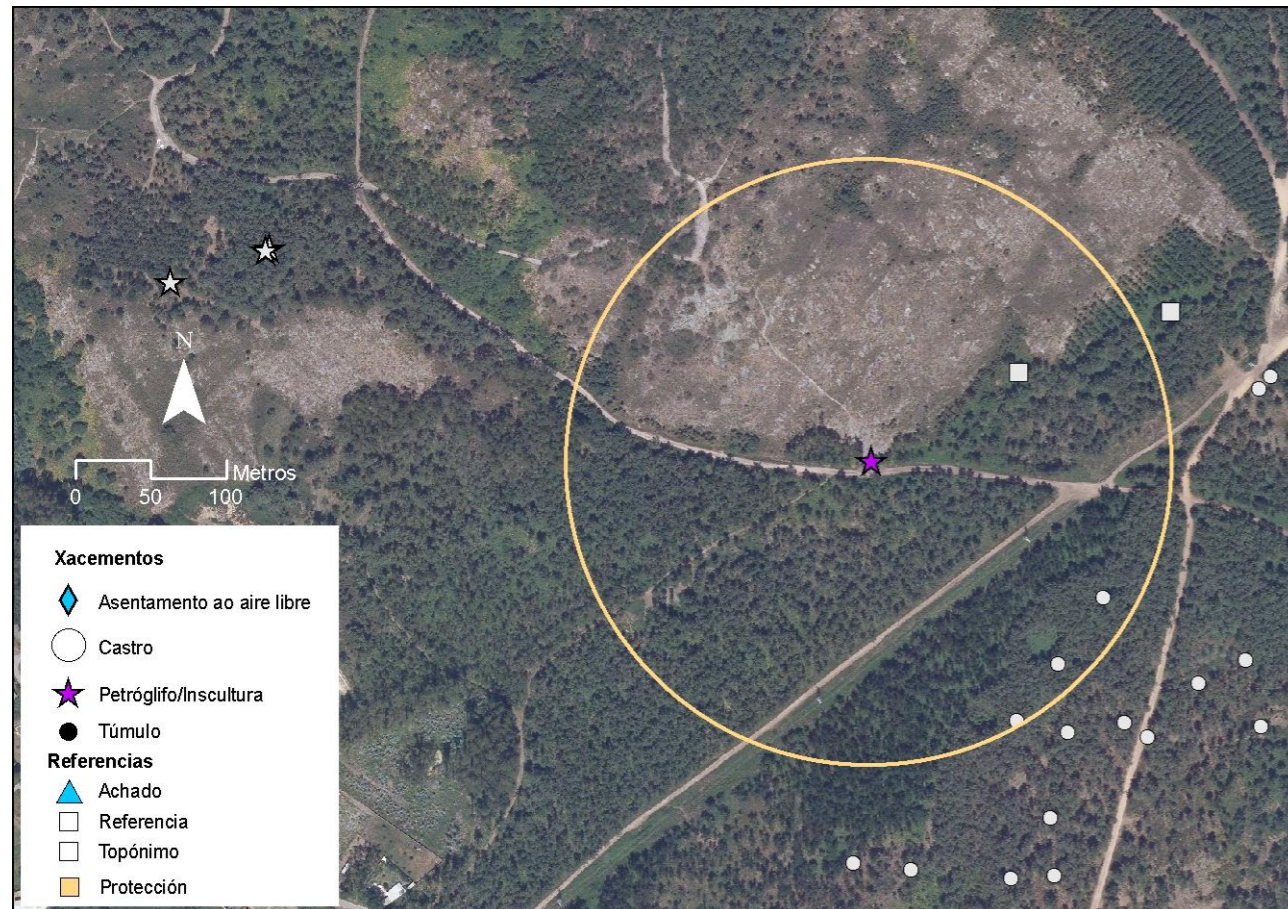 N
Metros
0 50 100
Xacementos
Asentamento ao aire libre
Castro
Petróglifo/Inscultura
Túmulo
Referencias
Achado
Referencia
Topónimo
Protección